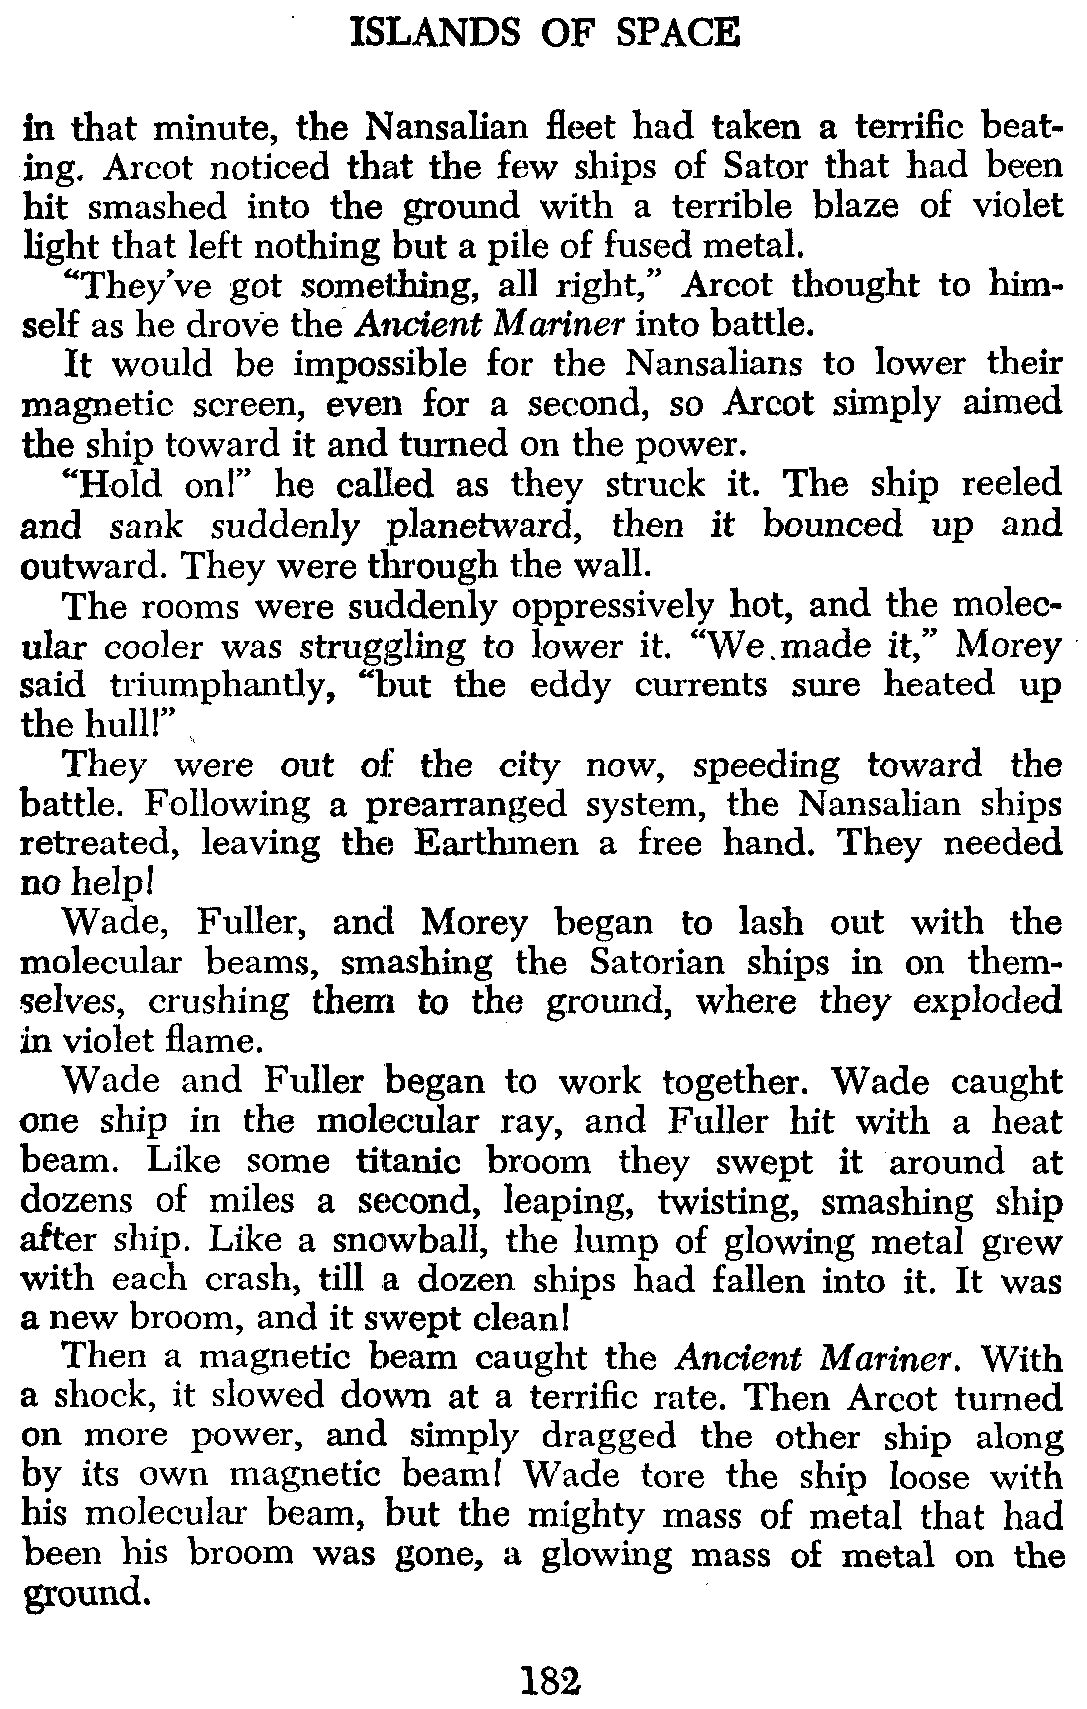 ISLANDS OF SPACE
in that minute, the Nansalian fleet had taken a terrific beat-
ing. Arcot noticed that the few ships of Sator that had been
hit smashed into the ground with a terrible blaze of violet
light that left nothing but a pile of fused metal.
“They've got something, all right,” Arcot thought to him-
self as he drove the Ancient Mariner into battle.
It would be impossible for the Nansalians to lower their
magnetic screen, even for a second, so Arcot simply aimed
the ship toward it and turned on the power.
“Hold on!” he called as they struck it. The ship reeled
and sank suddenly planetward, then it bounced up and
outward. They were through the wall.
The rooms were suddenly oppressively hot, and the molec-
ular cooler was struggling to lower it. “We made it,” Morey
said triumphantly, “but the eddy currents sure heated up
the hull!”
They were out of the city now, speeding toward the
battle. Following a prearranged system, the Nansalian ships
retreated, leaving the Earthmen a free hand. They needed
no help!
Wade, Fuller, and Morey began to lash out with the
molecular beams, smashing the Satorian ships in on them-
selves, crushing them to the ground, where they exploded
in violet flame.
Wade and Fuller began to work together. Wade caught
one ship in the molecular ray, and Fuller hit with a heat
beam. Like some titanic broom they swept it around at
dozens of miles a second, leaping, twisting, smashing ship
after ship. Like a snowball, the lump of glowing metal grew
with each crash, till a dozen ships had fallen into it. It was
a new broom, and it swept clean!
Then a magnetic beam caught the Ancient Mariner. With
a shock, it slowed down at a terrific rate. Then Arcot turned
on more power, and simply dragged the other ship along
by its own magnetic beam! Wade tore the ship loose with
his molecular beam, but the mighty mass of metal that had
been his broom was gone, a glowing mass of metal on the
ground.
182